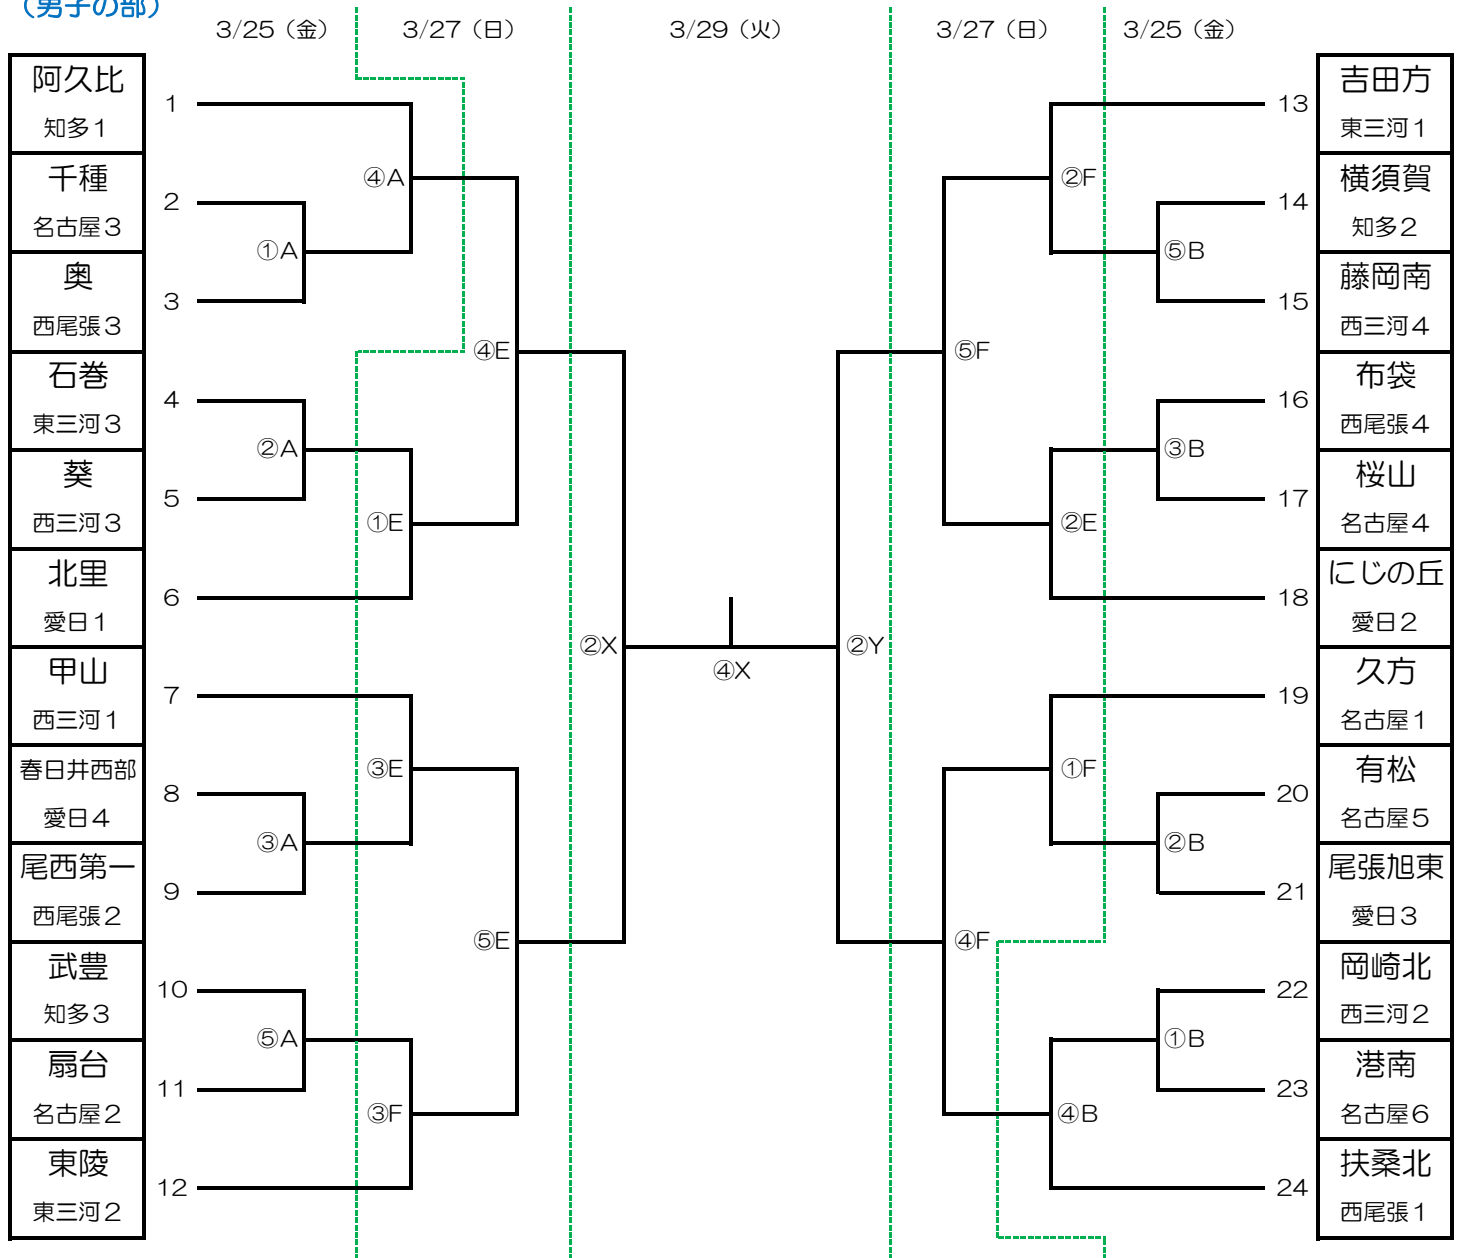 （男子の部）
3/25（金）
3/27（日）
3/29（火）
3/27（日）
3/25（金）
阿久比
知多1
1
千種
名古屋3
2
奥
西尾張3
3
石巻
東三河3
4
葵
西三河3
5
北里
愛日1
6
甲山
西三河1
7
春日井西部
愛日4
8
尾西第一
西尾張2
9
武豊
知多3
10
扇台
名古屋2
11
東陵
東三河2
12
④A
①A
②A
①E
③E
③A
⑤A
③F
④E
⑤E
②X
④X
②Y
⑤F
④F
②F
⑤B
③B
②E
①F
②B
①B
④B
13
吉田方
東三河1
14
横須賀
知多2
15
藤岡南
西三河4
16
布袋
西尾張4
17
桜山
名古屋4
18
にじの丘
愛日2
19
久方
名古屋1
20
有松
名古屋5
21
尾張旭東
愛日3
22
岡崎北
西三河2
23
港南
名古屋6
24
扶桑北
西尾張1